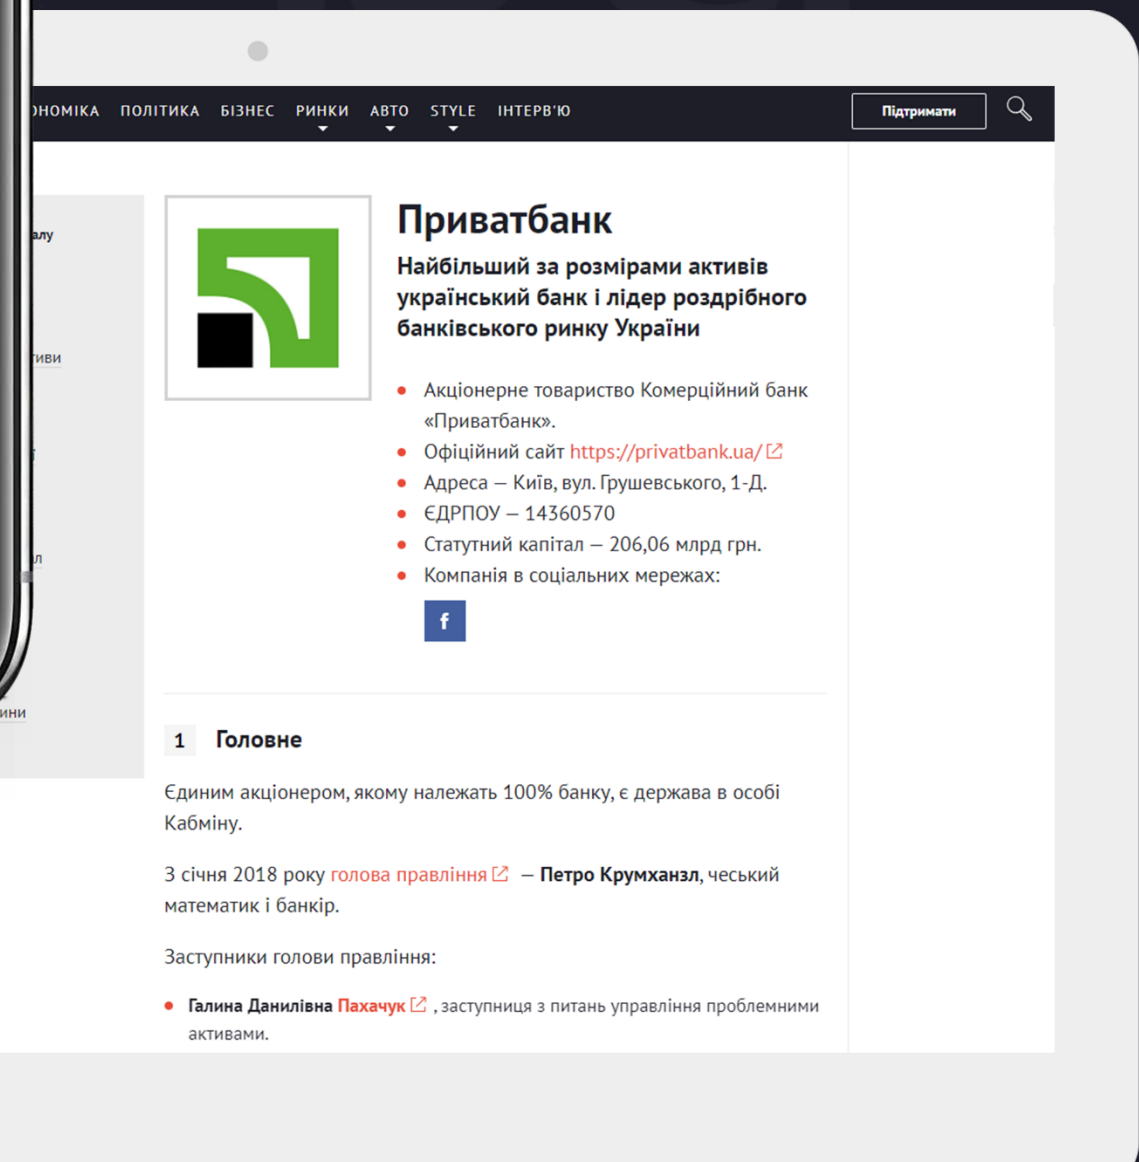 ПОЛІТИКА БІЗНЕС РИНКИ АВТО STYLE ІНТЕРВ'Ю Підтримати
Приватбанк
Найбільший за розмірами активів
український банк і лідер роздрібного
банківського ринку України
Акціонерне товариство Комерційний банк
«Приватбанк».
Офіційний сайт https://privatbank.ua/
Адреса — Київ, вул. Грушевського, 1-Д.
ЄДРПОУ — 14360570
Статутний капітал — 206,06 млрд грн.
Компанія в соціальних мережах:
f
1 Головне
Єдиним акціонером, якому належать 100% банку, є держава в особі
Кабміну.
З січня 2018 року голова правління — Петро Крумханзл, чеський
математик і банкір.
Заступники голови правління:
Галина Данилівна Пахачук , заступниця з питань управління проблемними
активами.